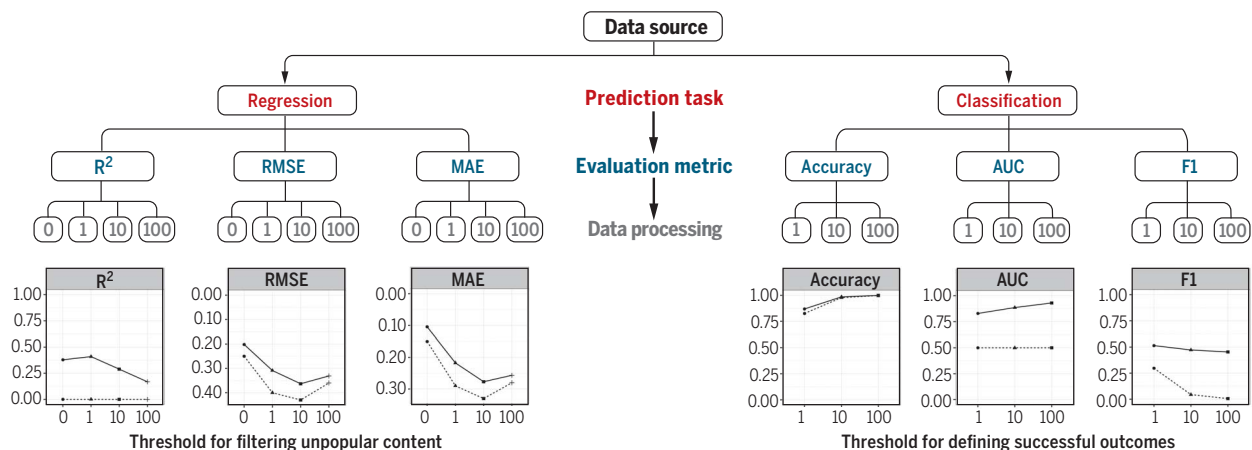 Data source
Regression Prediction task Classification
R² RMSE MAE Evaluation metric Accuracy AUC F1
0 1 10 100 0 1 10 100 0 1 10 100 Data processing 1 10 100 1 10 100 1 10 100
R²
1.00
0.75
0.50
0.25
0.00
0 1 10 100
RMSE
0.00
0.10
0.20
0.30
0.40
0 1 10 100
MAE
0.00
0.10
0.20
0.30
0 1 10 100
Threshold for filtering unpopular content
Accuracy
1.00
0.75
0.50
0.25
0.00
1 10 100
AUC
1.00
0.75
0.50
0.25
0.00
1 10 100
F1
1.00
0.75
0.50
0.25
0.00
1 10 100
Threshold for defining successful outcomes